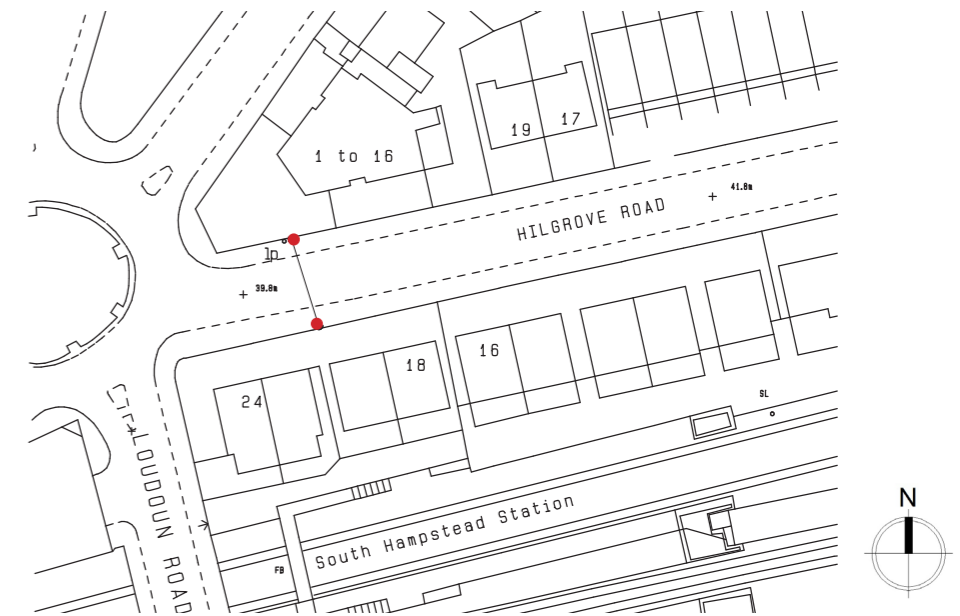 1 to 16
19
17
41.8m
HILGROVE ROAD
lp
39.8m
18
16
24
SL
LOUDOUN ROAD
South Hampstead Station
FB
N